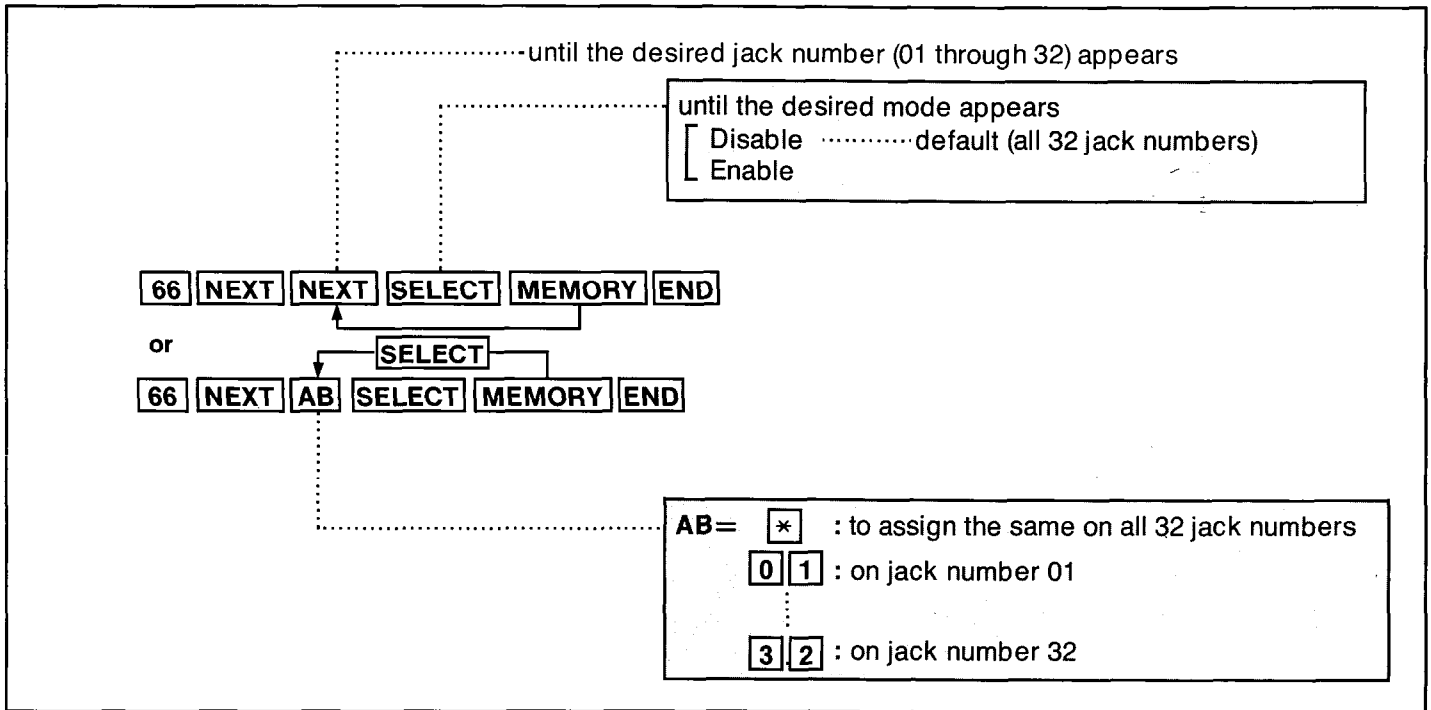 until the desired jack number (01 through 32) appears
until the desired mode appears
Disable ············ default (all 32 jack numbers)
Enable
66 NEXT NEXT SELECT MEMORY END
or
SELECT
66 NEXT AB SELECT MEMORY END
AB= * : to assign the same on all 32 jack numbers
0 1 : on jack number 01
3 2 : on jack number 32